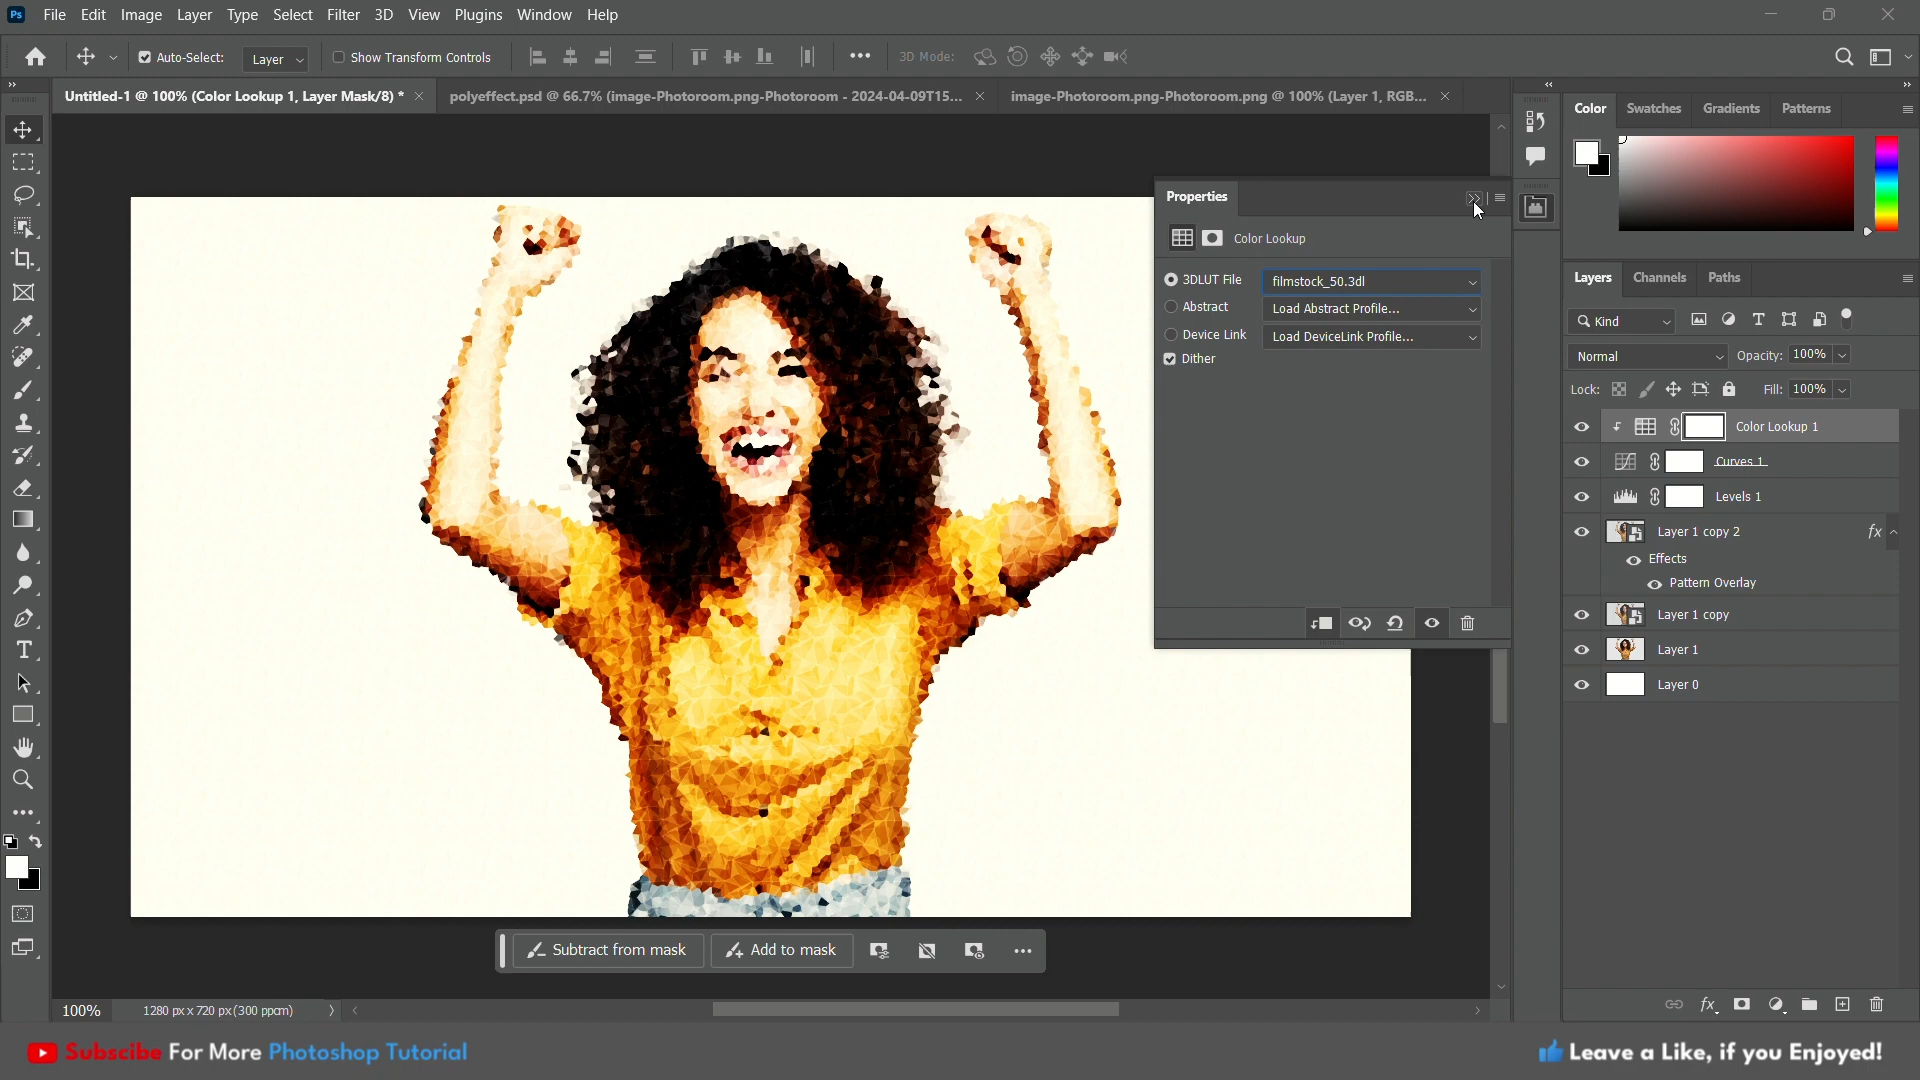 Ps File Edit Image Layer Type Select Filter 3D View Plugins Window Help
Auto-Select: Layer Show Transform Controls 3D Mode:
Untitled-1 @ 100% (Color Lookup 1, Layer Mask/8) * polyeffect.psd @ 66.7% (image-Photoroom.png-Photoroom - 2024-04-09T15... image-Photoroom.png-Photoroom.png @ 100% (Layer 1, RGB...
Properties
Color Lookup
3DLUT File filmstock_50.3dl
Abstract Load Abstract Profile...
Device Link Load DeviceLink Profile...
Dither
Color Swatches Gradients Patterns
Layers Channels Paths
Kind
Normal Opacity: 100%
Lock: Fill: 100%
Color Lookup 1
Curves 1
Levels 1
Layer 1 copy 2 fx
Effects
Pattern Overlay
Layer 1 copy
Layer 1
Layer 0
fx
Subtract from mask Add to mask
100% 1280 px x 720 px (300 ppcm)
Subscibe For More Photoshop Tutorial
Leave a Like, if you Enjoyed!